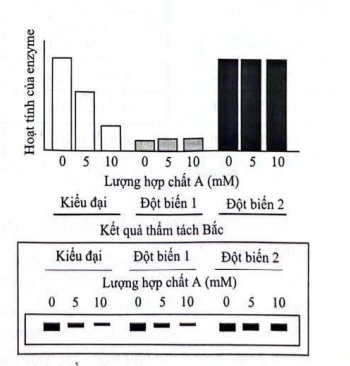 Hoạt tính của enzyme
0 5 10 0 5 10 0 5 10
Lượng hợp chất A (mM)
Kiểu đại Đột biến 1 Đột biến 2
Kết quả thẩm tách Bắc
Kiểu đại Đột biến 1 Đột biến 2
Lượng hợp chất A (mM)
0 5 10 0 5 10 0 5 10